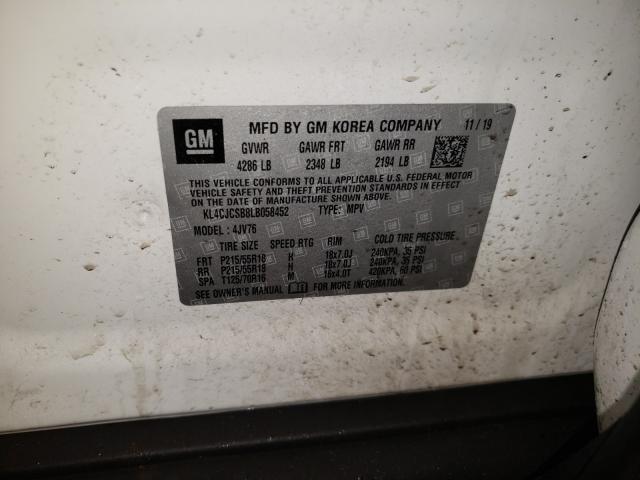 GM MFD BY GM KOREA COMPANY 11/19
GVWR GAWR FRT GAWR RR
4286 LB 2348 LB 2194 LB
THIS VEHICLE CONFORMS TO ALL APPLICABLE U.S. FEDERAL MOTOR
VEHICLE SAFETY AND THEFT PREVENTION STANDARDS IN EFFECT
ON THE DATE OF MANUFACTURE SHOWN ABOVE.
KL4CJCSB8LB058452 TYPE: MPV
MODEL: 4JV76
TIRE SIZE SPEED RTG RIM COLD TIRE PRESSURE
FRT P215/55R18 H 18x7.0J 240KPA, 35 PSI
RR P215/55R18 H 18x7.0J 240KPA, 35 PSI
SPA T125/70R16 M 16x4.0T 420KPA, 60 PSI
SEE OWNER'S MANUAL FOR MORE INFORMATION.